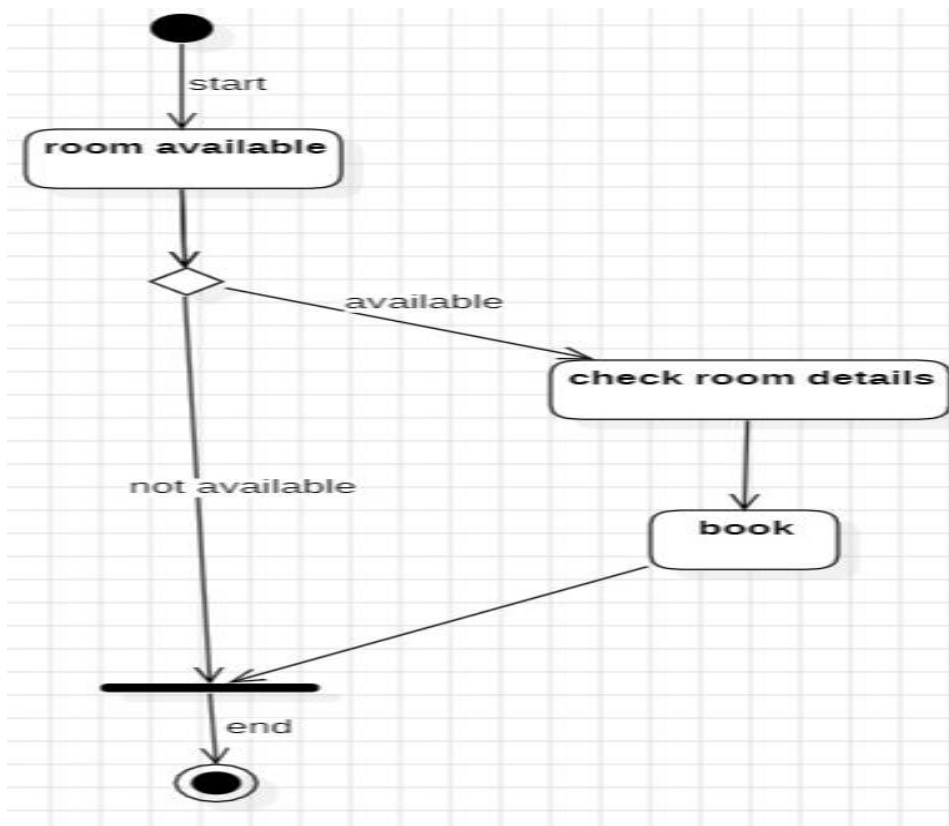 start
room available
available
check room details
not available
book
end